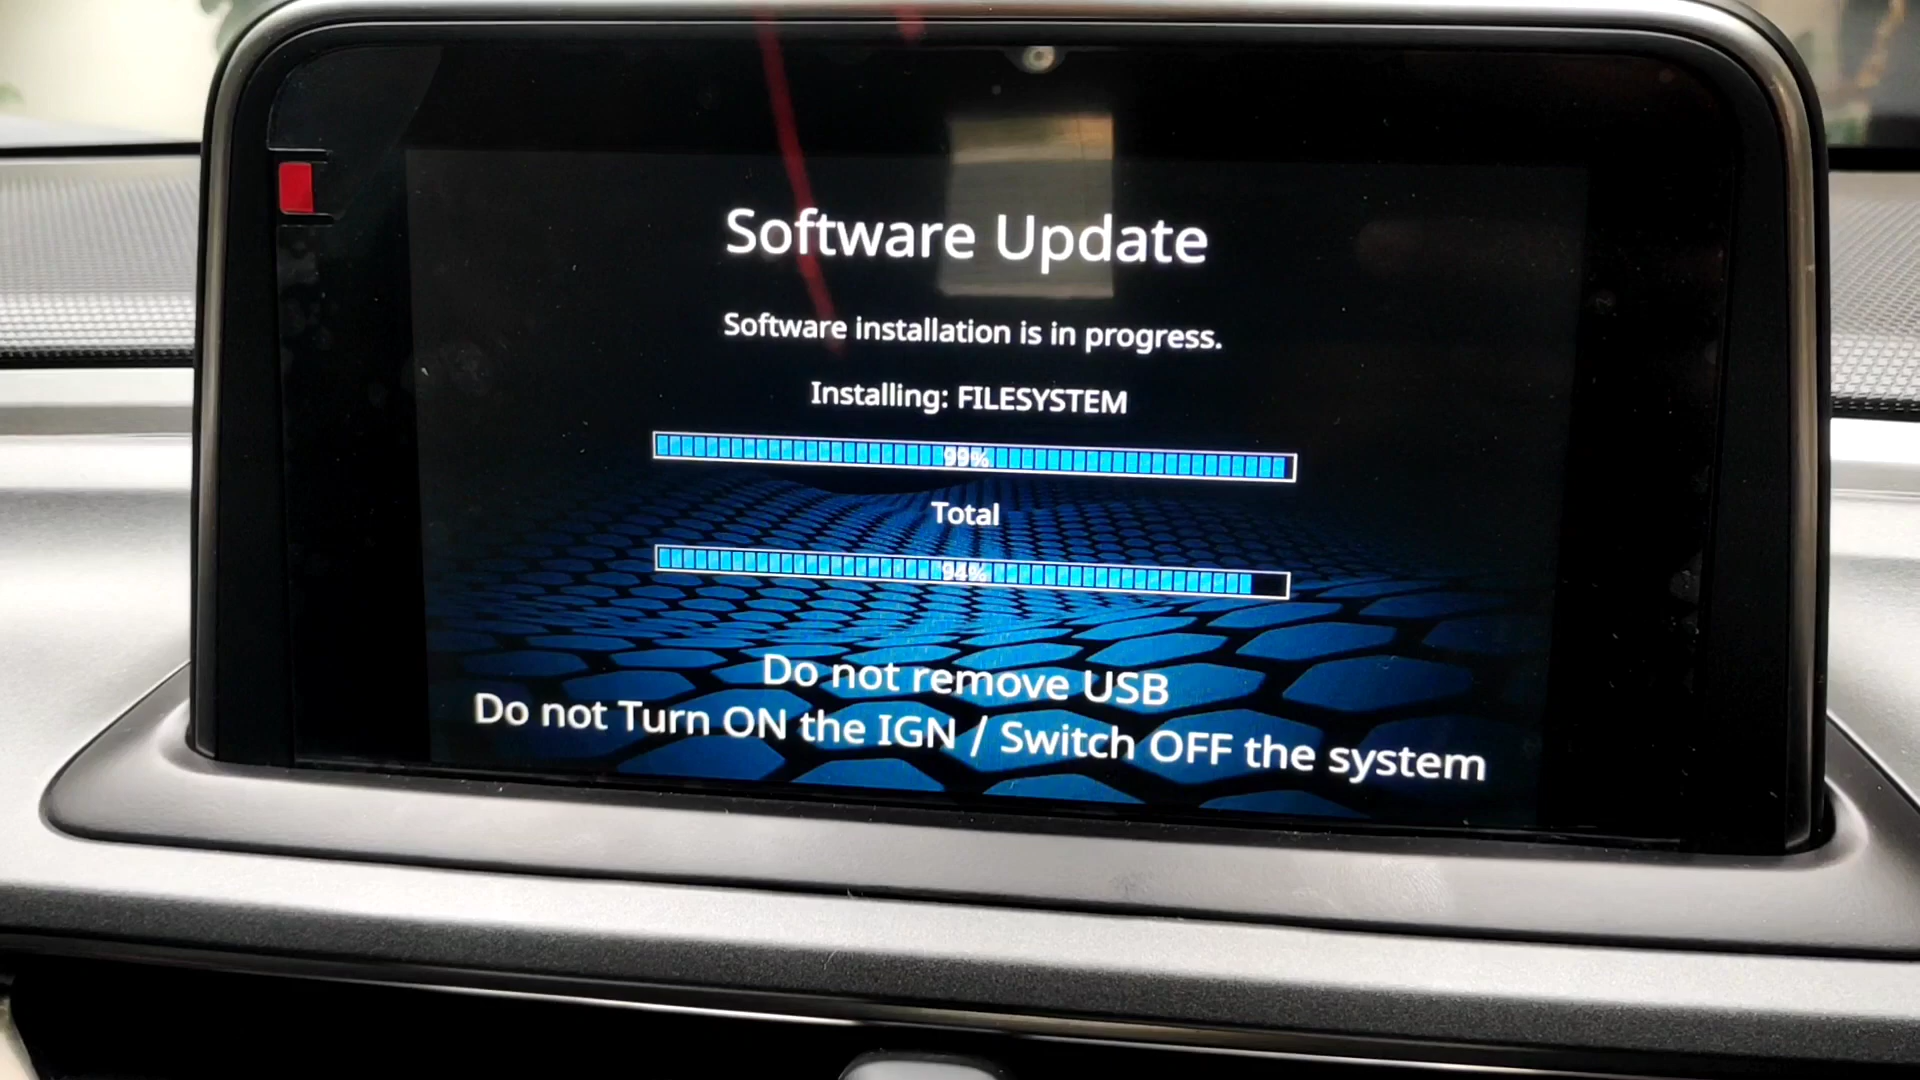 Software Update
Software installation is in progress.
Installing: FILESYSTEM
99%
Total
94%
Do not remove USB
Do not Turn ON the IGN / Switch OFF the system